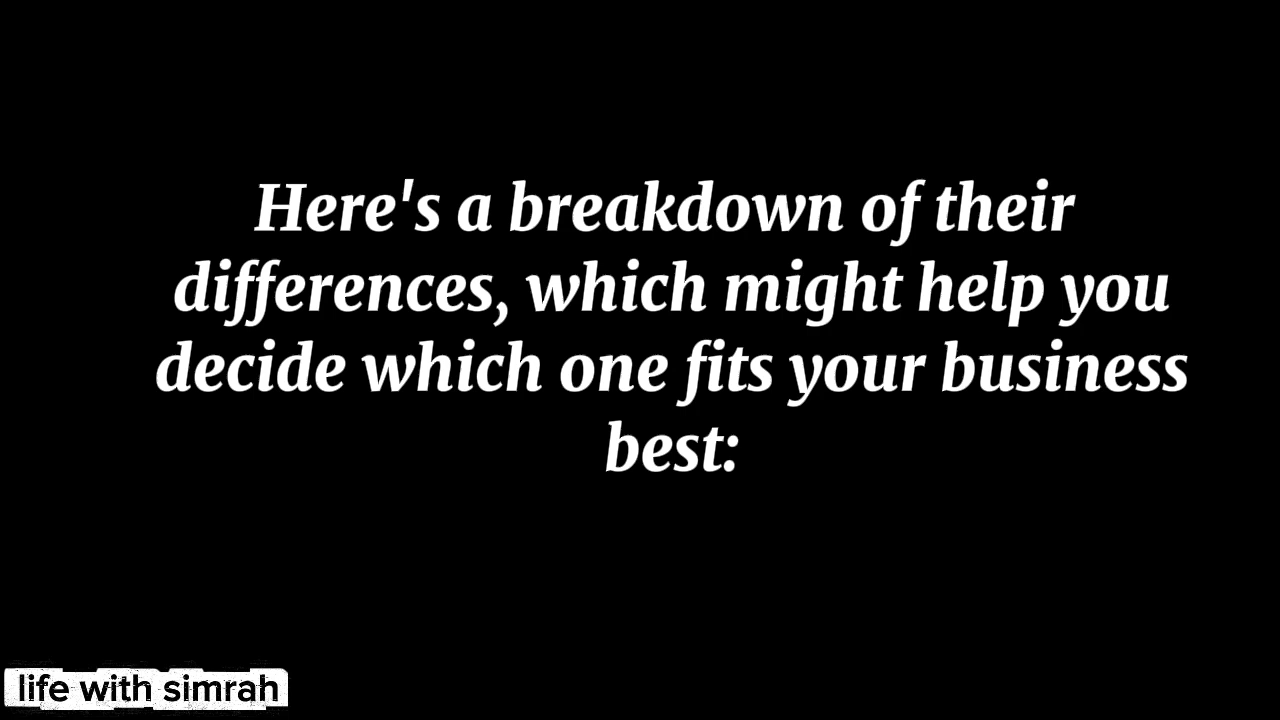 Here's a breakdown of their
differences, which might help you
decide which one fits your business
best:
life with simrah